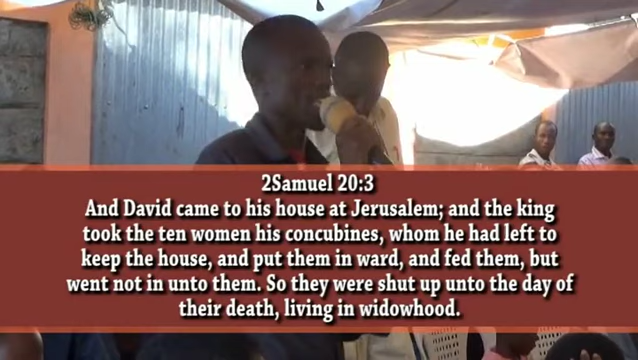 2Samuel 20:3
And David came to his house at Jerusalem; and the king
took the ten women his concubines, whom he had left to
keep the house, and put them in ward, and fed them, but
went not in unto them. So they were shut up unto the day of
their death, living in widowhood.